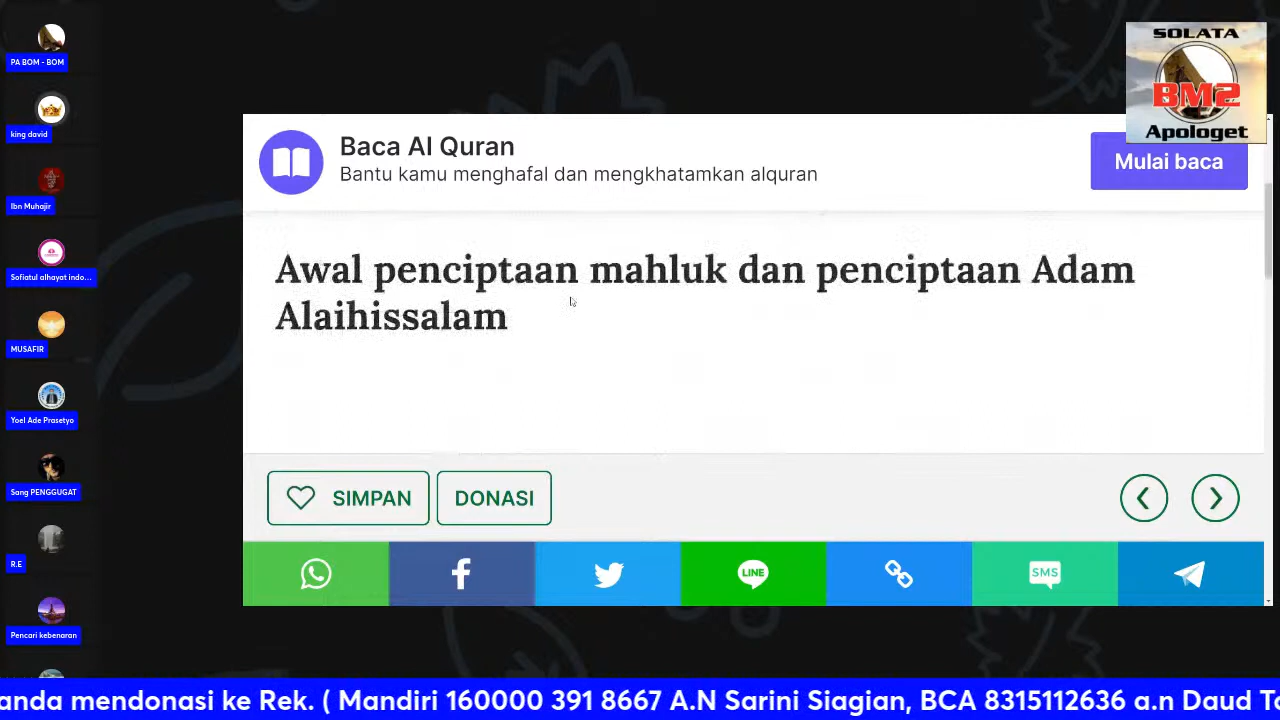 PA BOM - BOM
king david
Ibn Muhajir
Sofiatul alhayat indo...
MUSAFIR
Yoel Ade Prasetyo
Sang PENGGUGAT
R.E
Pencari kebenaran
SOLATA
BM2
Apologet
Baca Al Quran
Bantu kamu menghafal dan mengkhatamkan alquran
Mulai baca
Awal penciptaan mahluk dan penciptaan Adam
Alaihissalam
SIMPAN
DONASI
LINE
SMS
anda mendonasi ke Rek. ( Mandiri 160000 391 8667 A.N Sarini Siagian, BCA 8315112636 a.n Daud